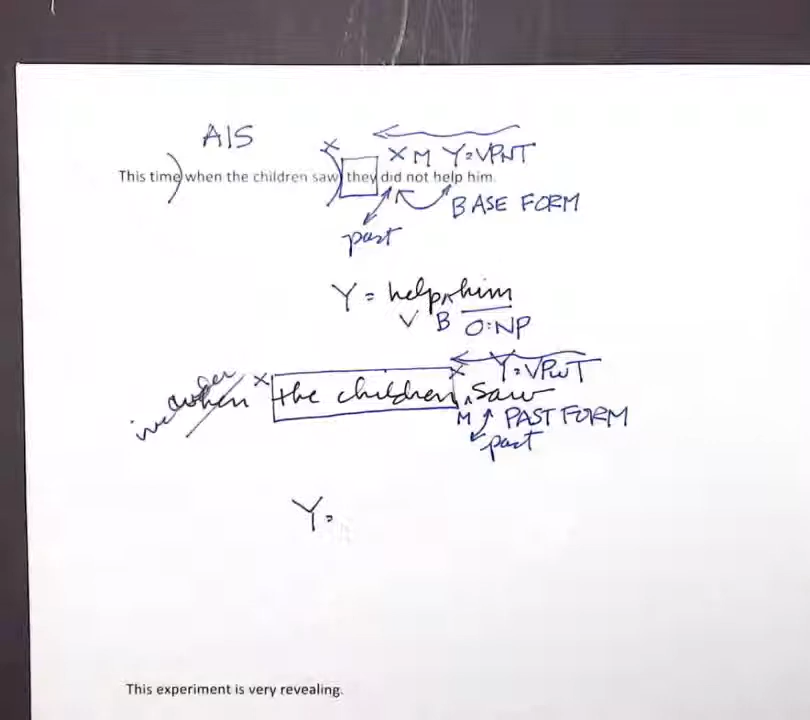 AIS
X X M Y=VPNT
This time) when the children saw) they did not help him.
BASE FORM
past
Y = help him
V B O:NP
X X Y=VPwT
when the children saw
M PAST FORM
past
Y=
This experiment is very revealing.